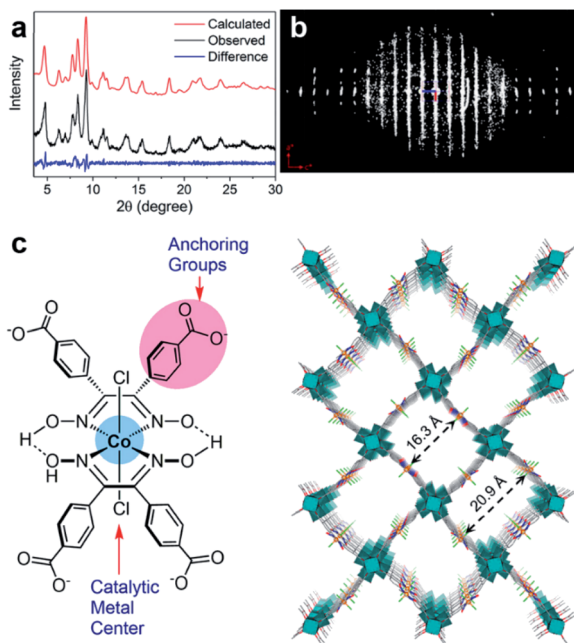 a
Calculated
Observed
Difference
Intensity
5
10
15
20
25
30
2θ (degree)
b
c
Anchoring
Groups
O
O⁻
O
⁻O
Cl
O
N
N
O
H
Co
H
O
H
N
N
O
Cl
O
O⁻
O
O⁻
Catalytic
Metal
Center
16.3 Å
20.9 Å